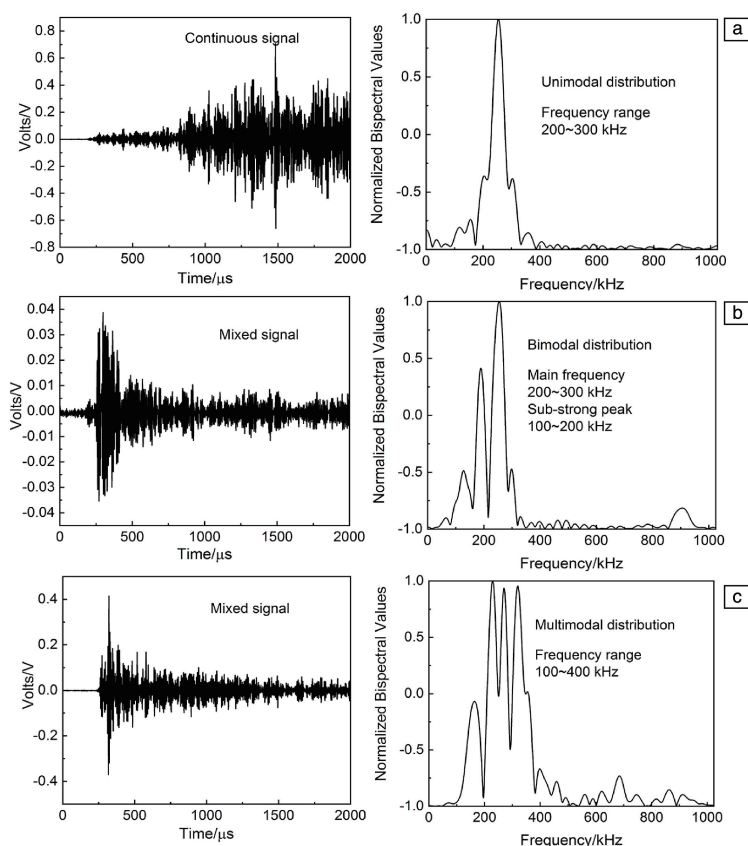 a
Continuous signal
Volts/V
0.8
0.6
0.4
0.2
0.0
-0.2
-0.4
-0.6
-0.8
0
500
1000
1500
2000
Time/μs
Unimodal distribution
Frequency range
200~300 kHz
Normalized Bispectral Values
1.0
0.5
0.0
-0.5
-1.0
0
200
400
600
800
1000
Frequency/kHz
b
Mixed signal
Volts/V
0.04
0.03
0.02
0.01
0.00
-0.01
-0.02
-0.03
-0.04
0
500
1000
1500
2000
Time/μs
Bimodal distribution
Main frequency
200~300 kHz
Sub-strong peak
100~200 kHz
Normalized Bispectral Values
1.0
0.5
0.0
-0.5
-1.0
0
200
400
600
800
1000
Frequency/kHz
c
Mixed signal
Volts/V
0.4
0.2
0.0
-0.2
-0.4
0
500
1000
1500
2000
Time/μs
Multimodal distribution
Frequency range
100~400 kHz
Normalized Bispectral Values
1.0
0.5
0.0
-0.5
-1.0
0
200
400
600
800
1000
Frequency/kHz